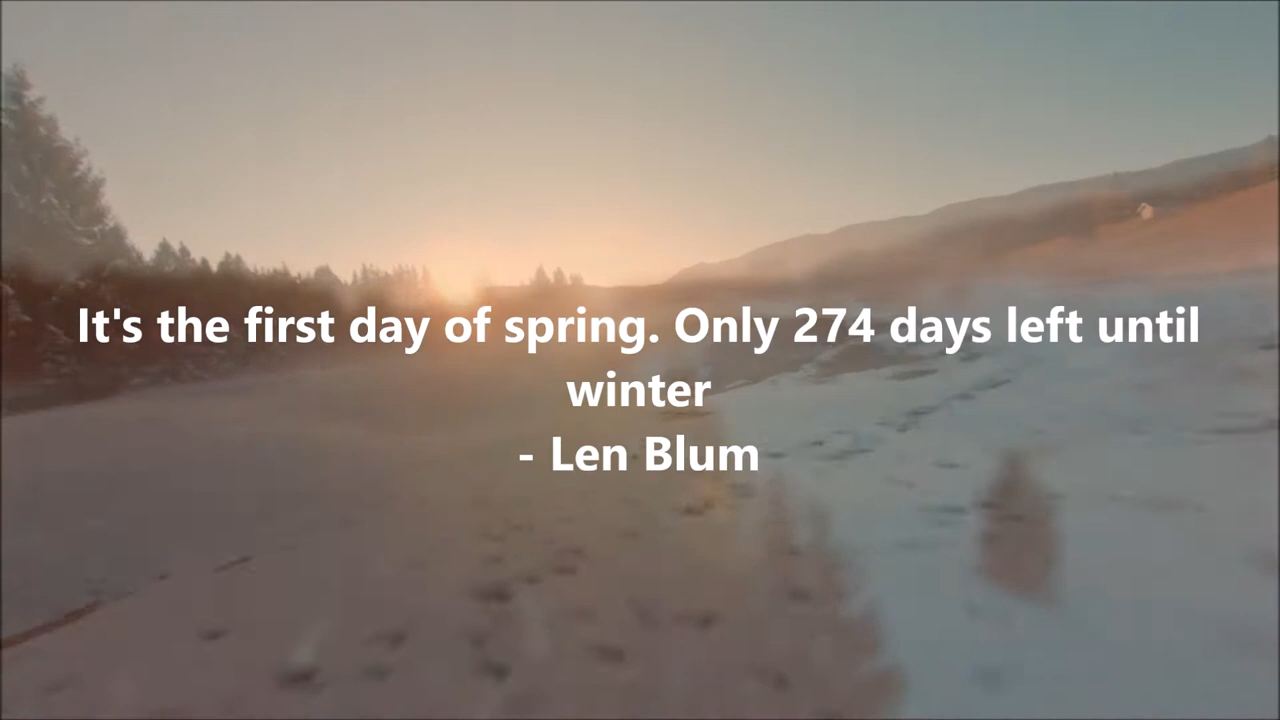 It's the first day of spring. Only 274 days left until
winter
- Len Blum